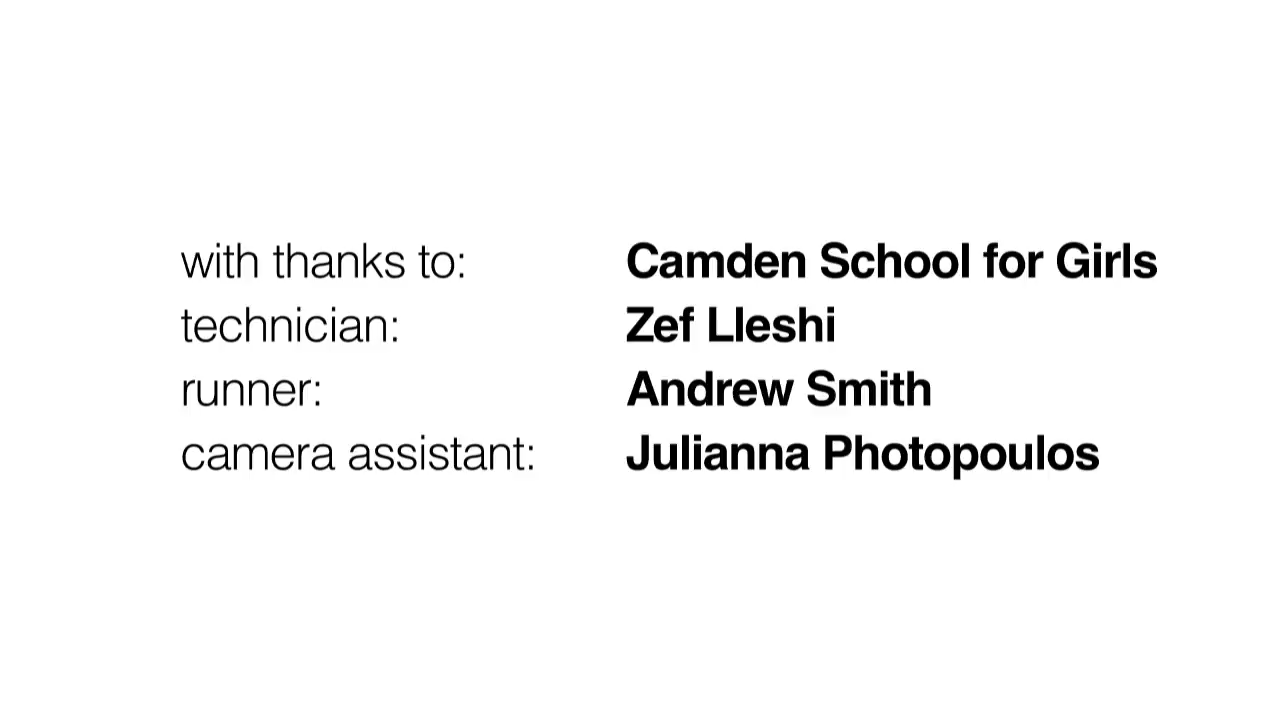 with thanks to: Camden School for Girls
technician: Zef Lleshi
runner: Andrew Smith
camera assistant: Julianna Photopoulos